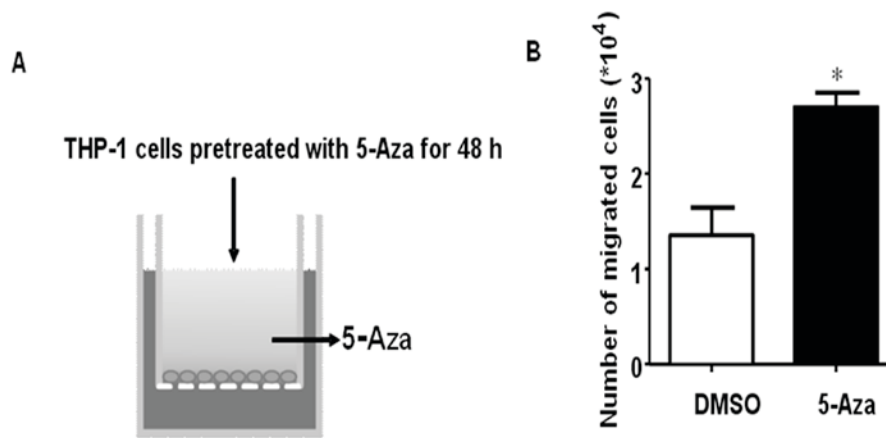 A
THP-1 cells pretreated with 5-Aza for 48 h
5-Aza
B
Number of migrated cells (*10⁴)
3
2
1
0
*
DMSO
5-Aza